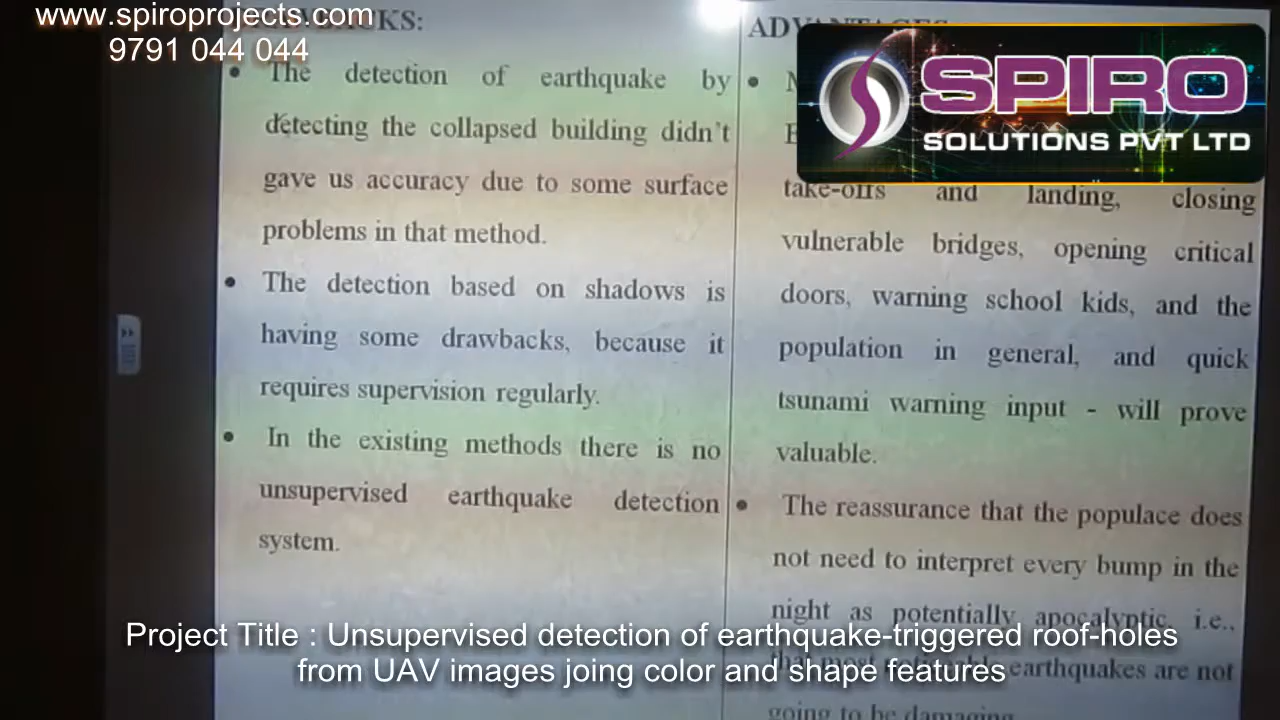 www.spiroprojects.com
9791 044 044
SPIRO
SOLUTIONS PVT LTD
The detection of earthquake by
detecting the collapsed building didn't
gave us accuracy due to some surface
problems in that method.
The detection based on shadows is
having some drawbacks, because it
requires supervision regularly.
In the existing methods there is no
unsupervised earthquake detection
system.
take-offs and landing, closing
vulnerable bridges, opening critical
doors, warning school kids, and the
population in general, and quick
tsunami warning input - will prove
valuable.
The reassurance that the populace does
not need to interpret every bump in the
night as potentially apocalyptic, i.e.,
earthquakes are not
going to be damaging
Project Title : Unsupervised detection of earthquake-triggered roof-holes
from UAV images joing color and shape features